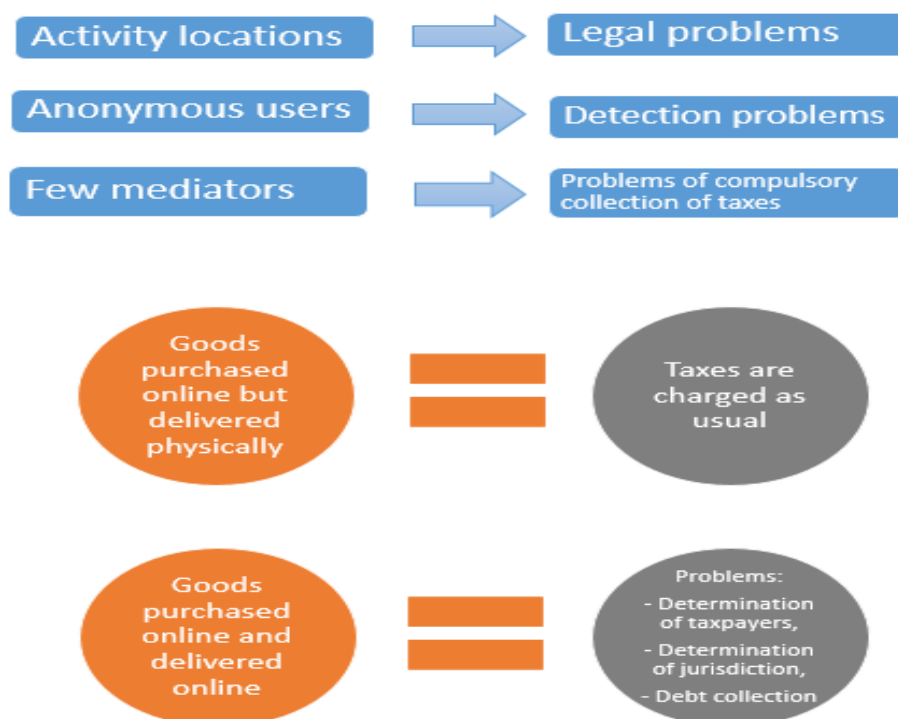 Activity locations
Legal problems
Anonymous users
Detection problems
Few mediators
Problems of compulsory
collection of taxes
Goods
purchased
online but
delivered
physically
Taxes are
charged as
usual
Goods
purchased
online and
delivered
online
Problems:
- Determination
of taxpayers,
- Determination
of jurisdiction,
- Debt collection